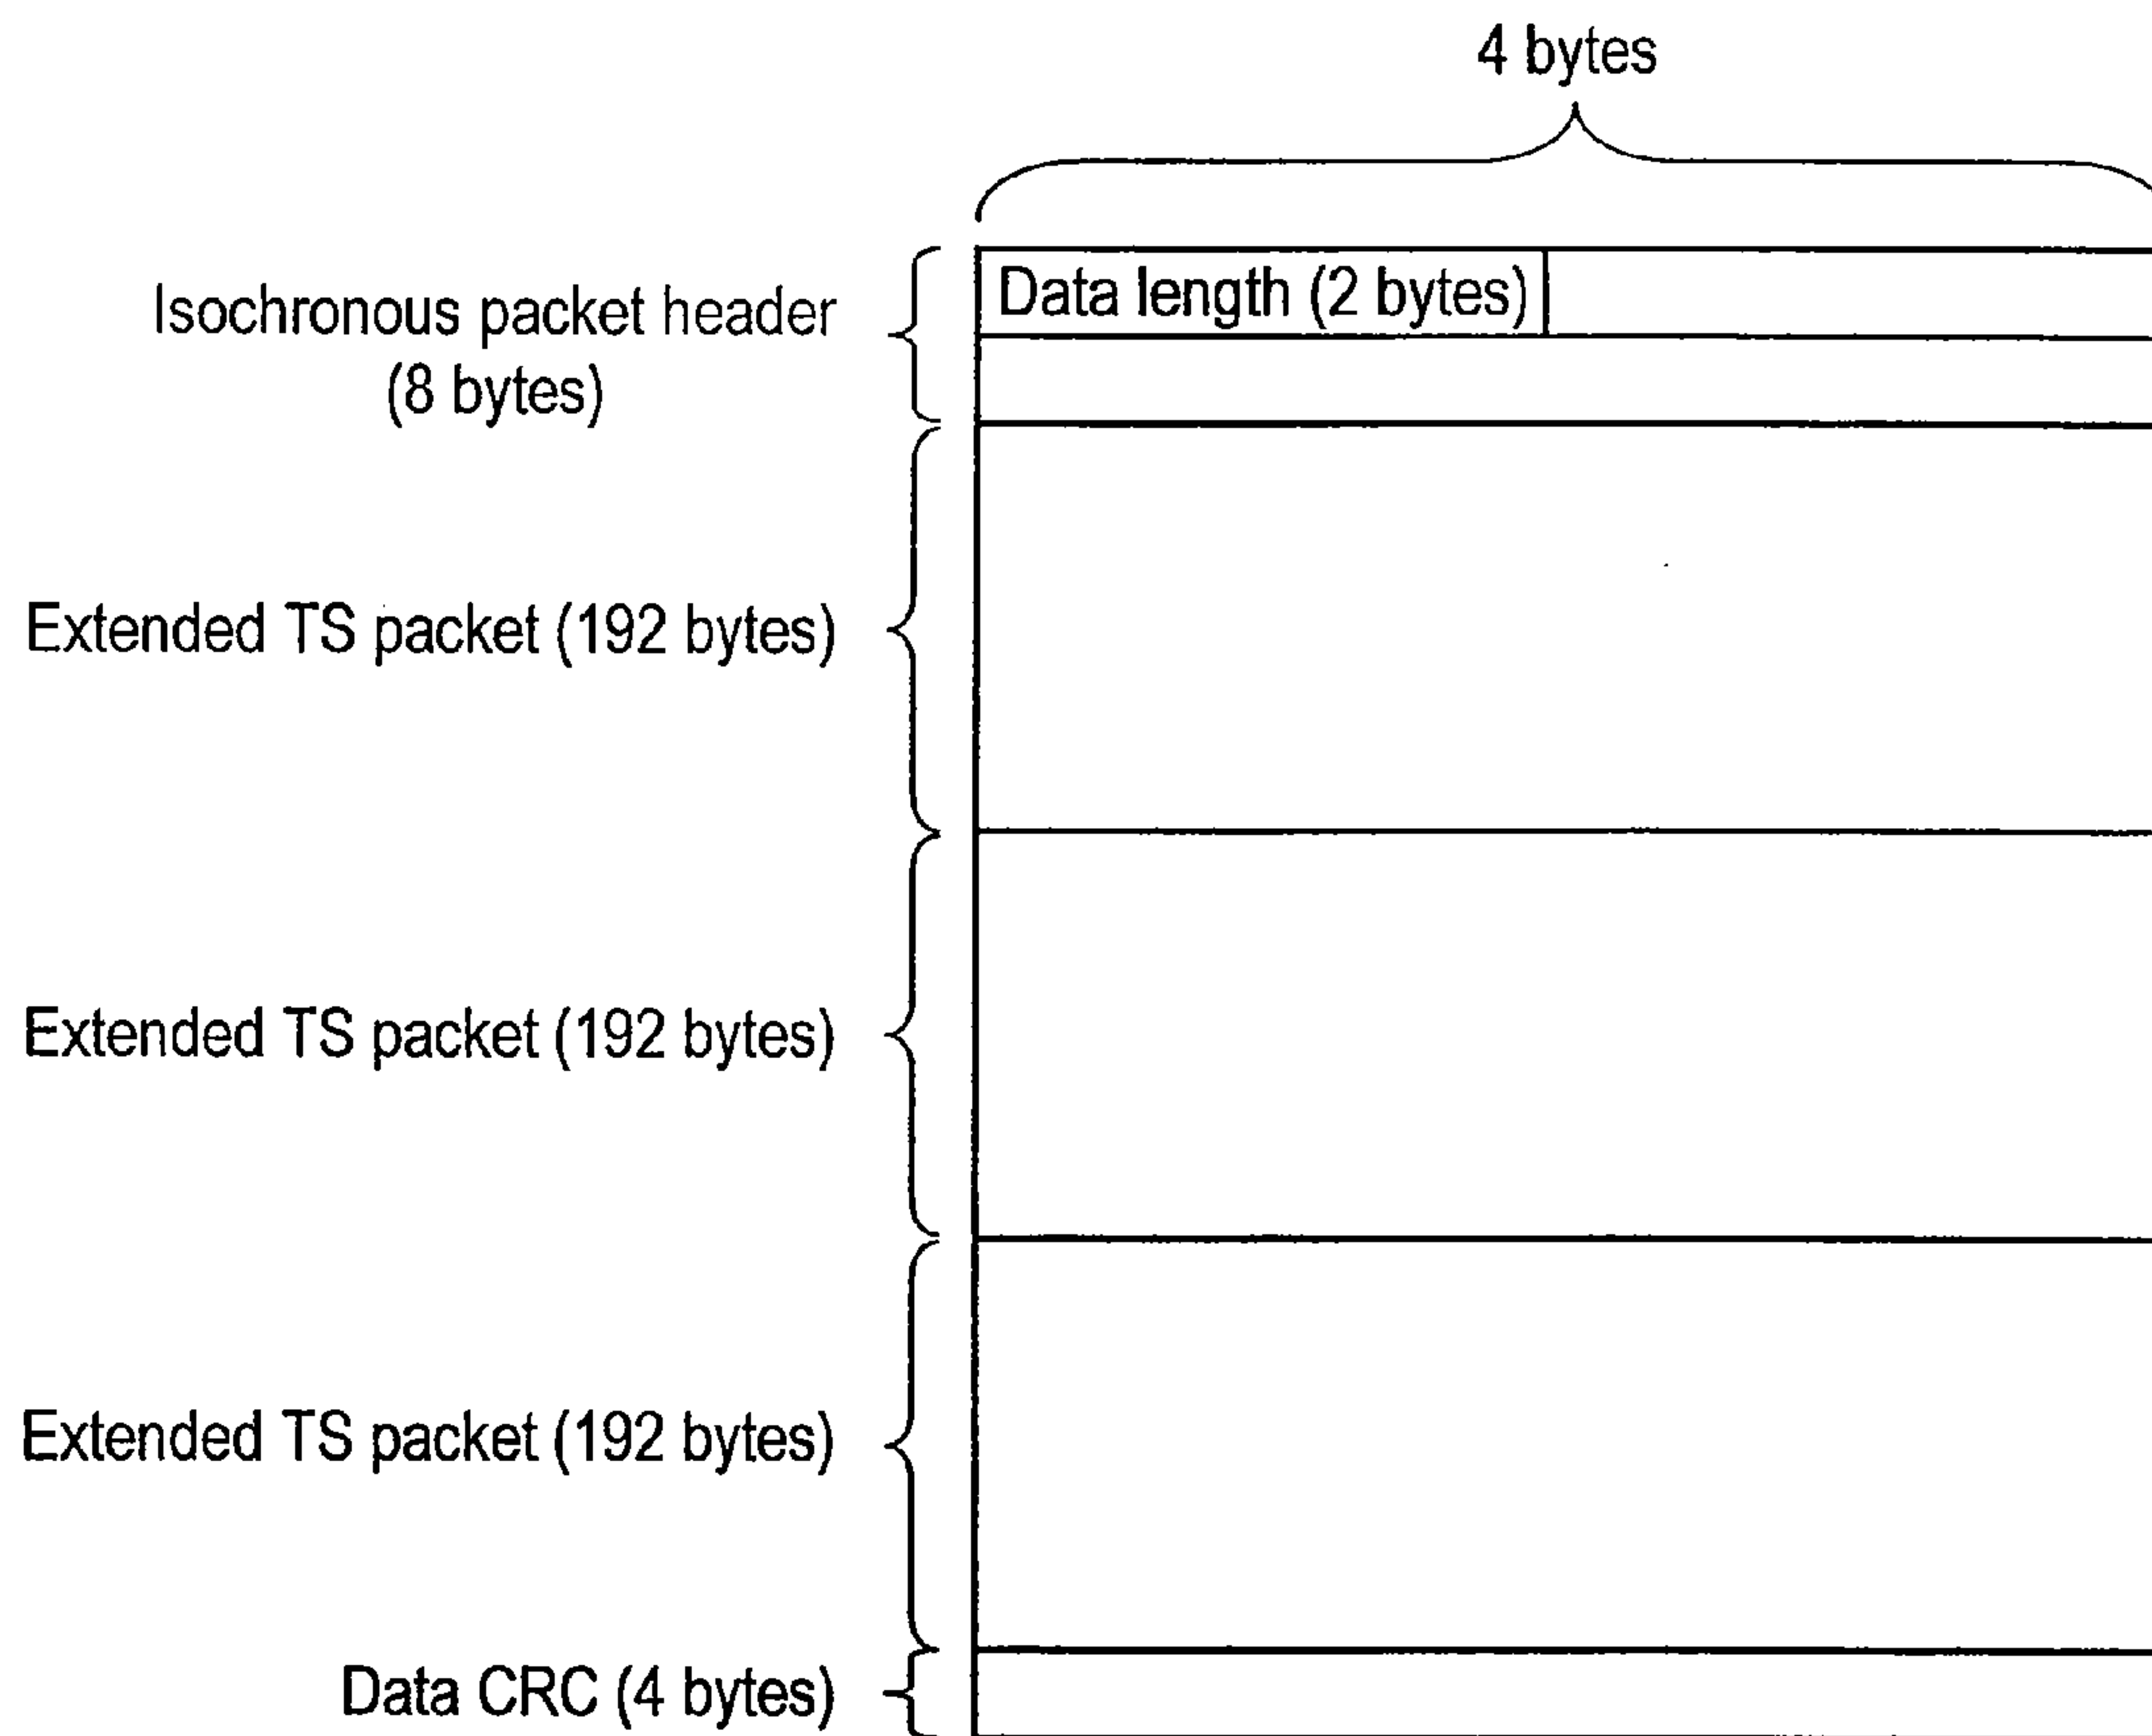 4 bytes
Data length (2 bytes)
Isochronous packet header
(8 bytes)
Extended TS packet (192 bytes)
Extended TS packet (192 bytes)
Extended TS packet (192 bytes)
Data CRC (4 bytes)